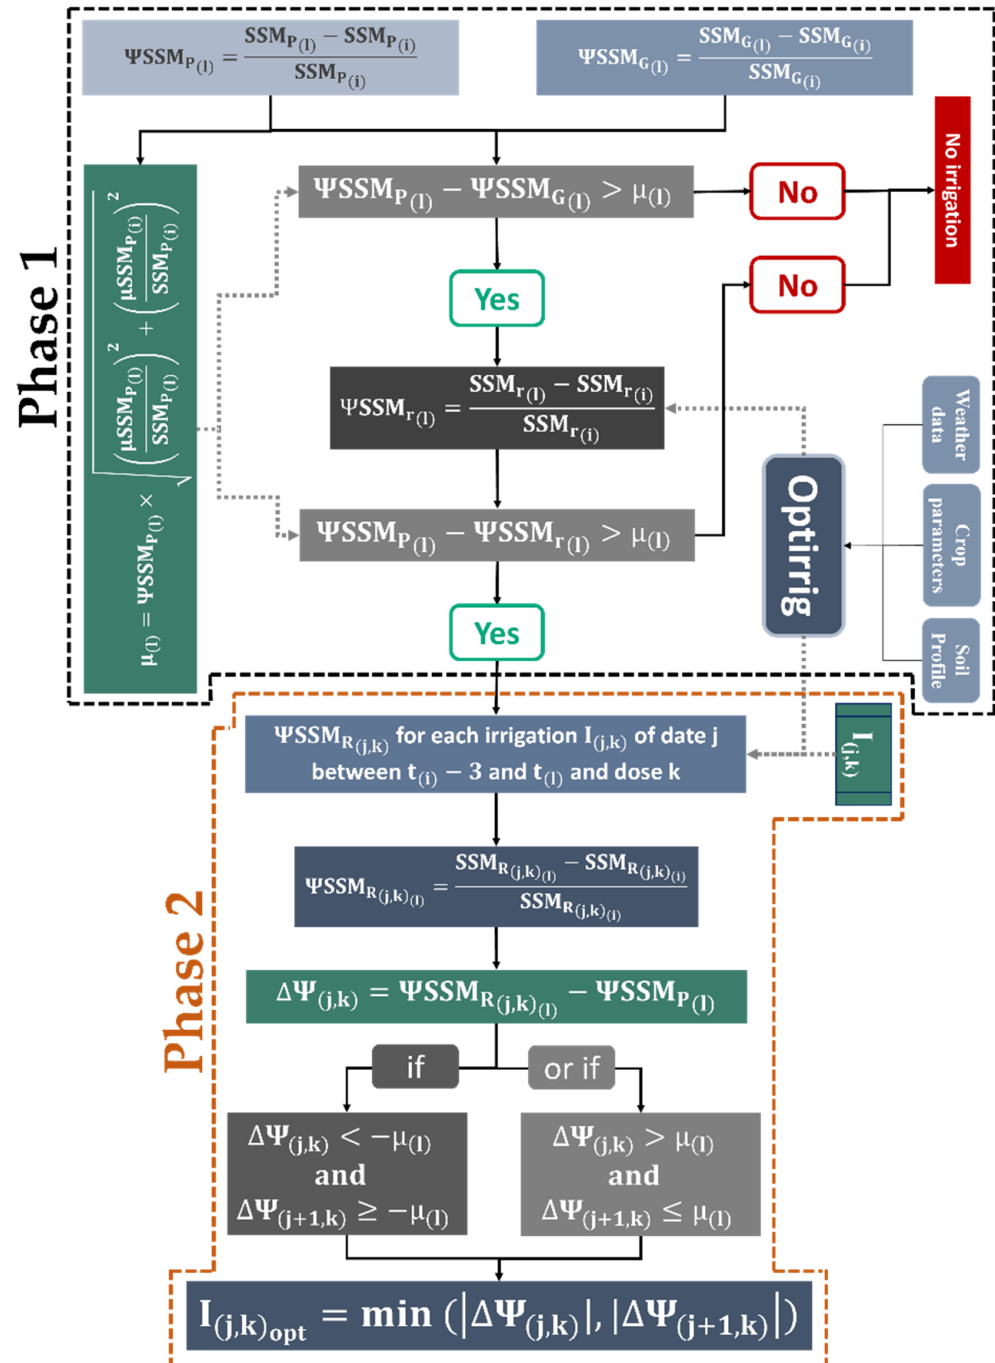 Phase 1
ΨSSM_P(l) = (SSM_P(l) − SSM_P(i)) / SSM_P(i)
ΨSSM_G(l) = (SSM_G(l) − SSM_G(i)) / SSM_G(i)
μ(l) = ΨSSM_P(l) × √((μSSM_P(l) / SSM_P(l))² + (μSSM_P(i) / SSM_P(i))²)
ΨSSM_P(l) − ΨSSM_G(l) > μ(l)
No
No irrigation
Yes
No
ΨSSM_r(l) = (SSM_r(l) − SSM_r(i)) / SSM_r(i)
Weather
data
Optirrig
Crop
parameters
ΨSSM_P(l) − ΨSSM_r(l) > μ(l)
Yes
Soil
Profile
Phase 2
ΨSSM_R(j,k) for each irrigation I(j,k) of date j
between t(i) − 3 and t(l) and dose k
I(j,k)
ΨSSM_R(j,k)(l) = (SSM_R(j,k)(l) − SSM_R(j,k)(i)) / SSM_R(j,k)(i)
ΔΨ(j,k) = ΨSSM_R(j,k)(l) − ΨSSM_P(l)
if
or if
ΔΨ(j,k) < −μ(l)
and
ΔΨ(j+1,k) ≥ −μ(l)
ΔΨ(j,k) > μ(l)
and
ΔΨ(j+1,k) ≤ μ(l)
I(j,k)opt = min (|ΔΨ(j,k)|, |ΔΨ(j+1,k)|)